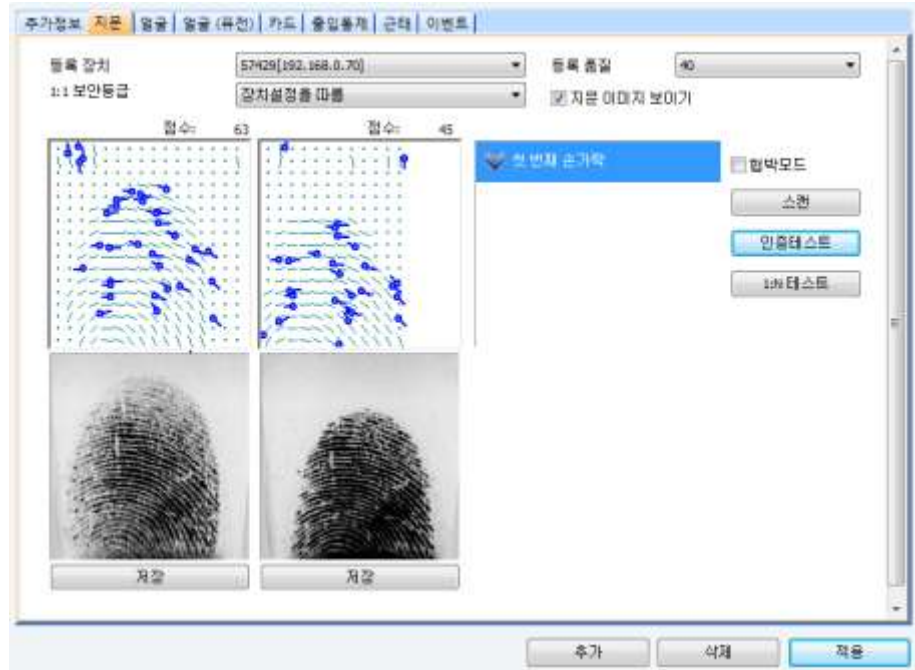 추가정보 지문 얼굴 얼굴 (퓨전) 카드 출입통제 근태 이벤트
등록 장치 57429[192.168.0.70] 등록 품질 40
1:1 보안등급 장치설정을 따름 지문 이미지 보이기
점수: 63 점수: 45
첫 번째 손가락 협박모드
스캔
인증테스트
1:N 테스트
저장 저장
추가 삭제 적용